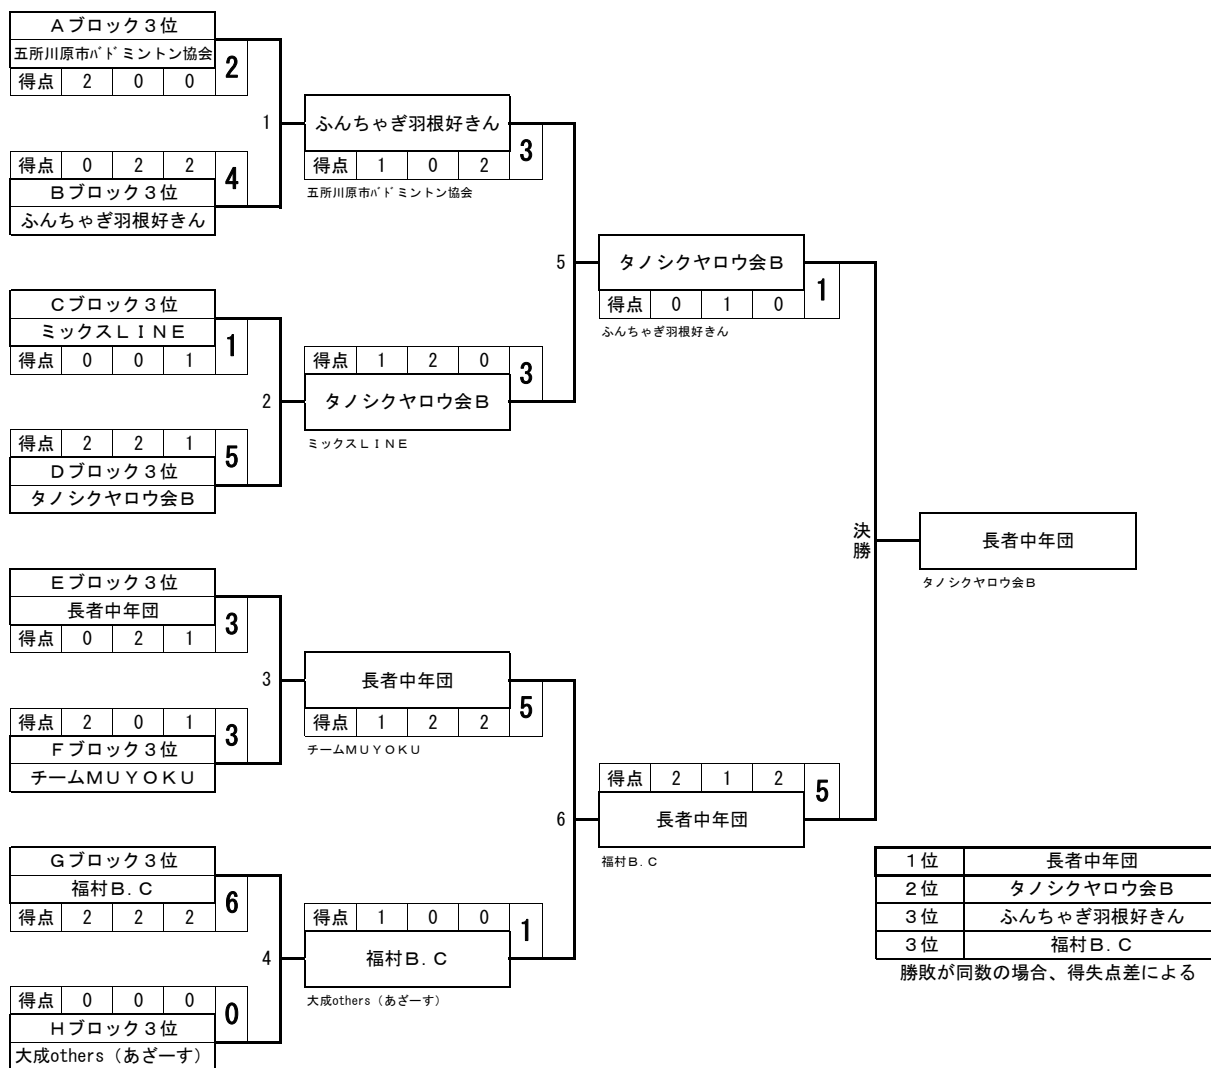 Ａブロック３位
五所川原市ﾊﾞﾄﾞミントン協会
得点 2 0 0
2
1
得点 0 2 2
4
Ｂブロック３位
ふんちゃぎ羽根好きん
ふんちゃぎ羽根好きん
得点 1 0 2
3
五所川原市ﾊﾞﾄﾞミントン協会
Ｃブロック３位
ミックスＬＩＮＥ
得点 0 0 1
1
2
得点 2 2 1
5
Ｄブロック３位
タノシクヤロウ会Ｂ
得点 1 2 0
3
タノシクヤロウ会Ｂ
ミックスＬＩＮＥ
5
タノシクヤロウ会Ｂ
得点 0 1 0
1
ふんちゃぎ羽根好きん
Ｅブロック３位
長者中年団
得点 0 2 1
3
3
得点 2 0 1
3
Ｆブロック３位
チームＭＵＹＯＫＵ
長者中年団
得点 1 2 2
5
チームＭＵＹＯＫＵ
Ｇブロック３位
福村Ｂ．Ｃ
得点 2 2 2
6
4
得点 0 0 0
0
Ｈブロック３位
大成others（あざーす）
得点 1 0 0
1
福村Ｂ．Ｃ
大成others（あざーす）
6
得点 2 1 2
5
長者中年団
福村Ｂ．Ｃ
決勝
長者中年団
タノシクヤロウ会Ｂ
１位 長者中年団
２位 タノシクヤロウ会Ｂ
３位 ふんちゃぎ羽根好きん
３位 福村Ｂ．Ｃ
勝敗が同数の場合、得失点差による